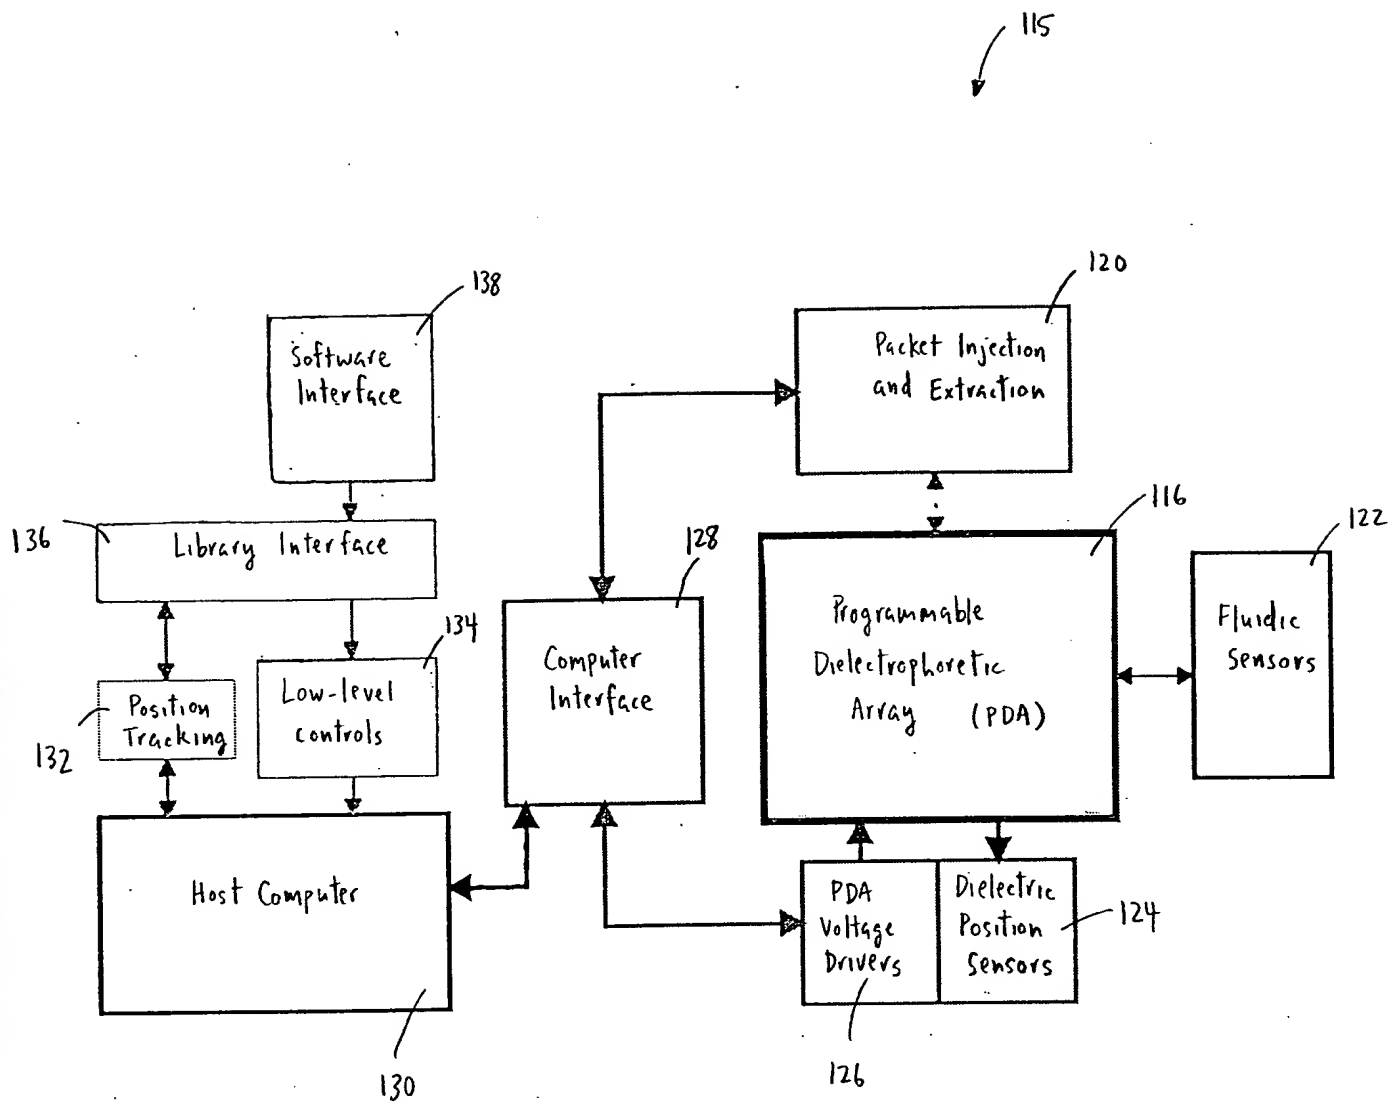 115
120
138
Software
Interface
Packet Injection
and Extraction
116
122
136
Library Interface
128
134
Computer
Interface
Programmable
Dielectrophoretic
Array (PDA)
Fluidic
Sensors
Position
Tracking
132
Low-level
controls
Host Computer
130
PDA
Voltage
Drivers
126
Dielectric
Position
Sensors
124